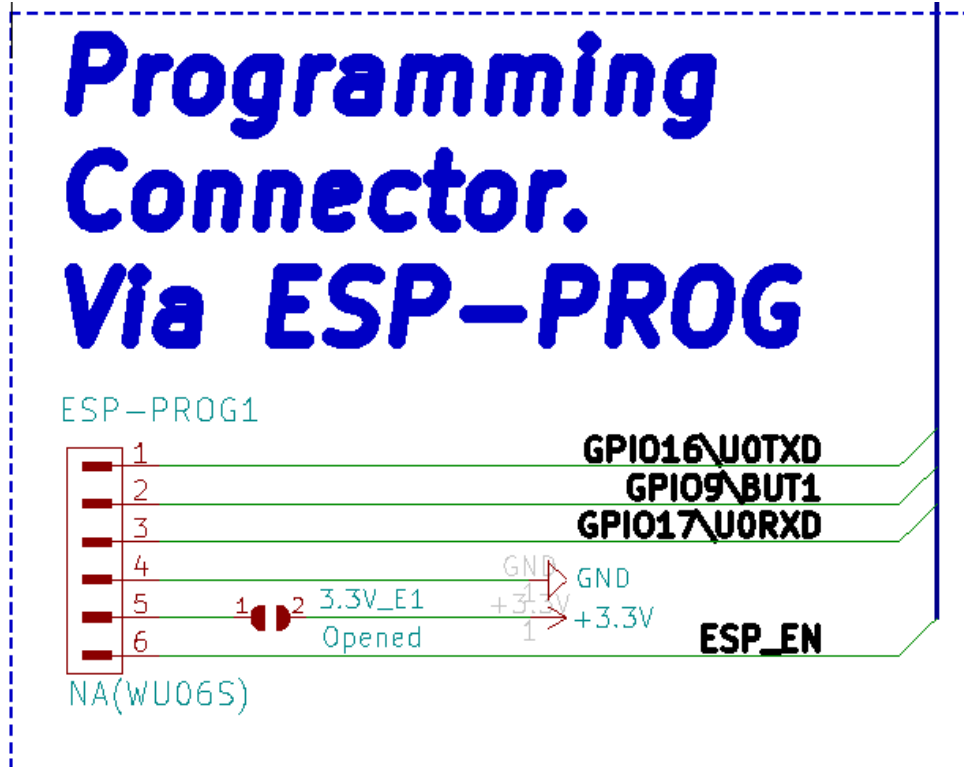 Programming
Connector.
Via ESP-PROG
ESP-PROG1
1
GPIO16\U0TXD
2
GPIO9\BUT1
3
GPIO17\U0RXD
4
GND
1
GND
5
1
2
3.3V_E1
Opened
+3.3V
1
+3.3V
6
ESP_EN
NA(WU06S)